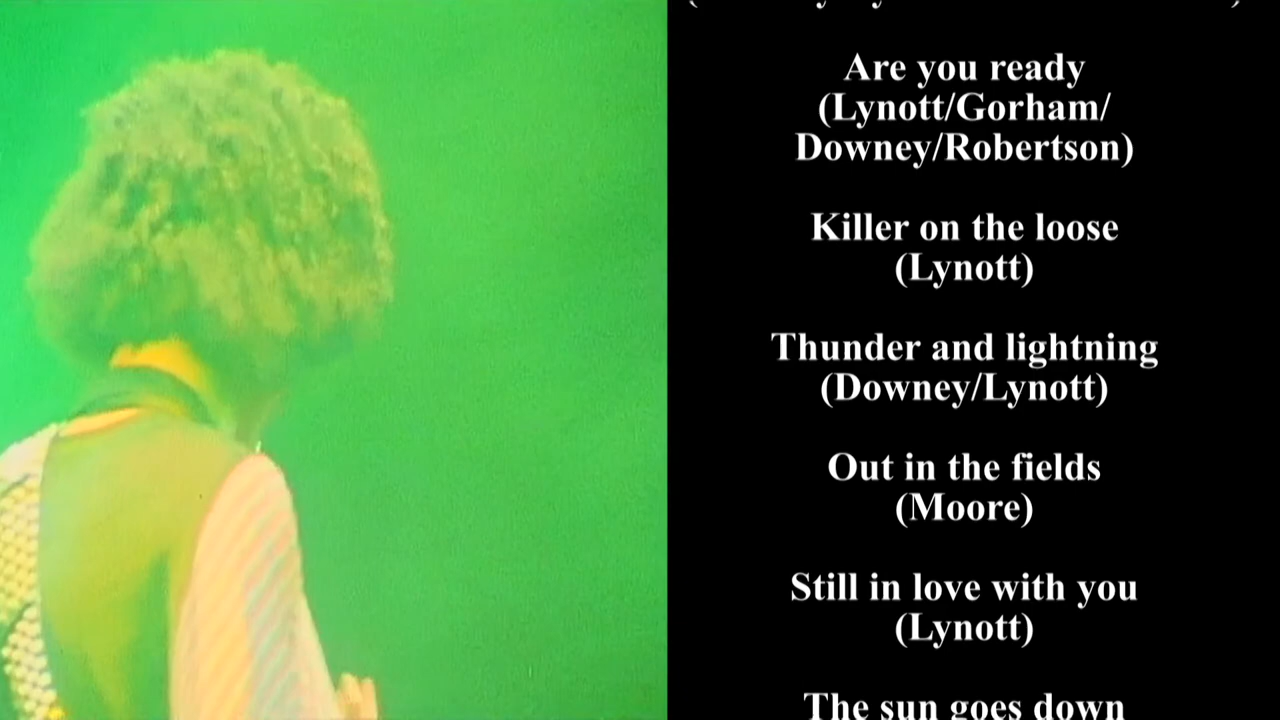 Are you ready
(Lynott/Gorham/
Downey/Robertson)
Killer on the loose
(Lynott)
Thunder and lightning
(Downey/Lynott)
Out in the fields
(Moore)
Still in love with you
(Lynott)
The sun goes down